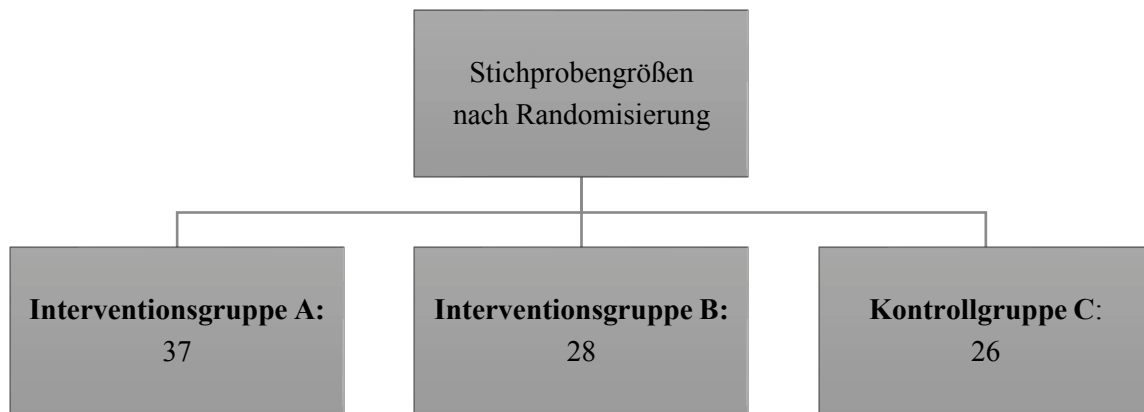 Stichprobengrößen
nach Randomisierung
Interventionsgruppe A:
37
Interventionsgruppe B:
28
Kontrollgruppe C:
26